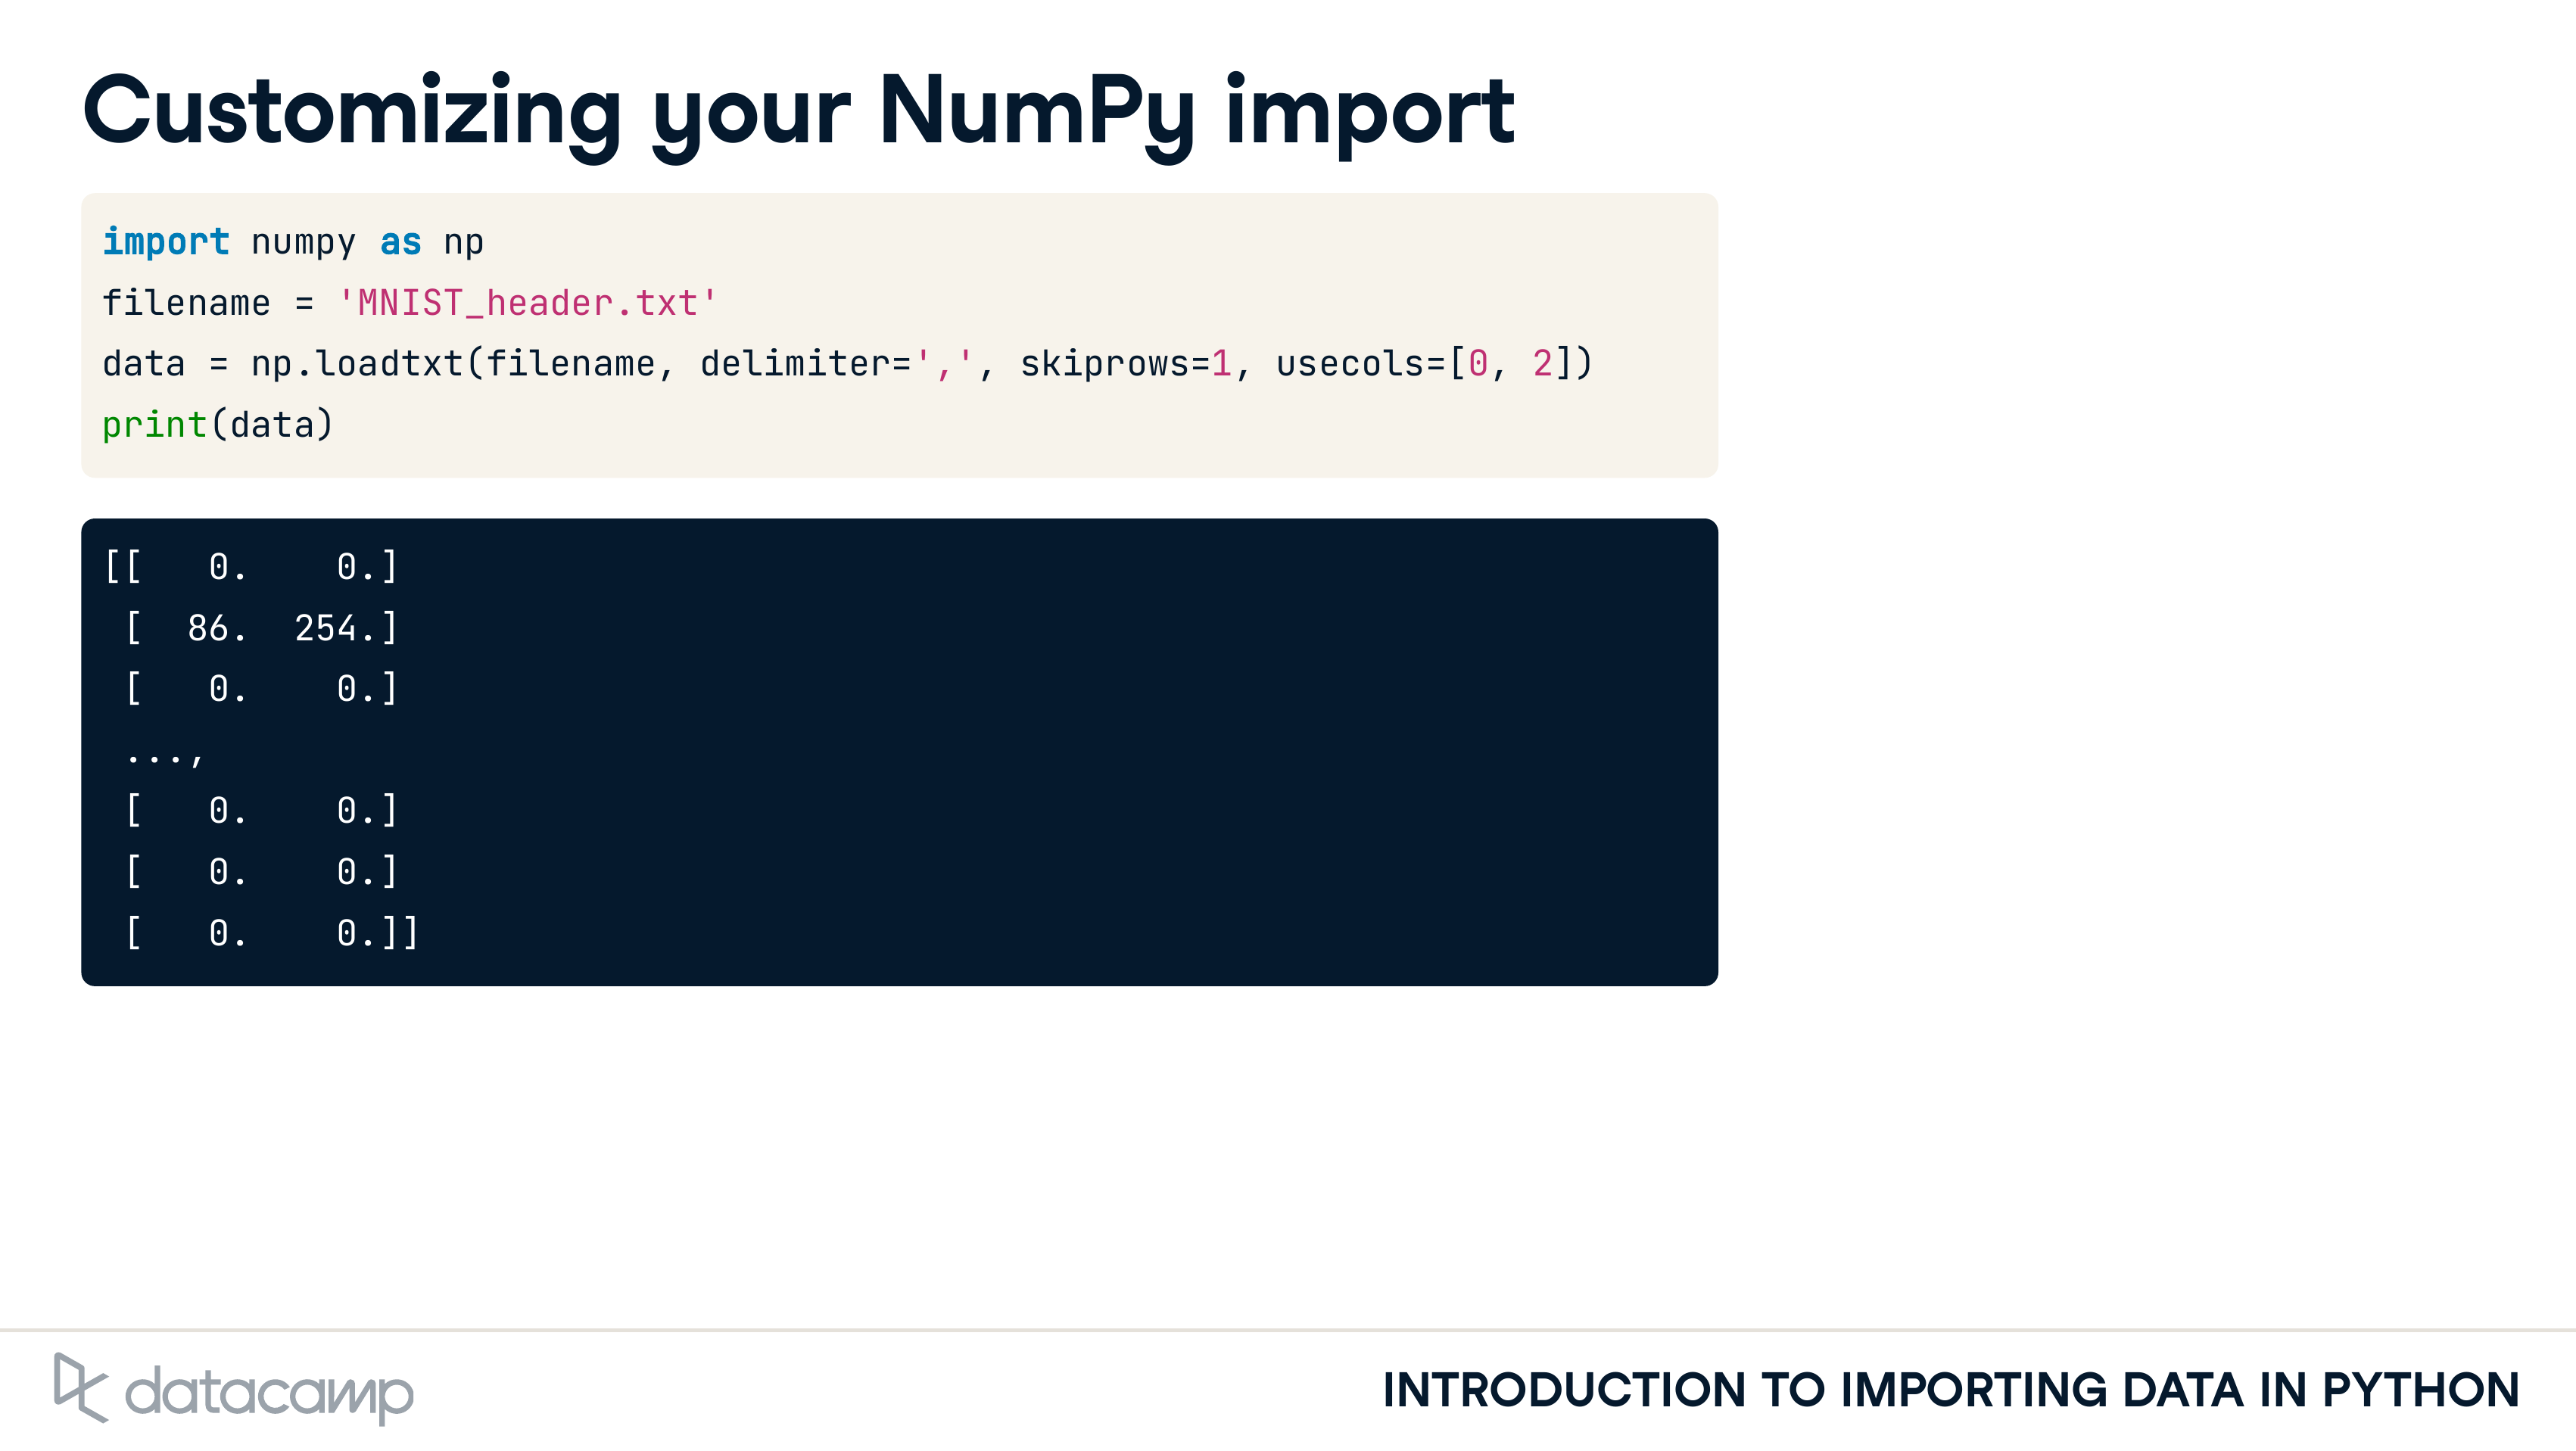 Customizing your NumPy import
import numpy as np
filename = 'MNIST_header.txt'
data = np.loadtxt(filename, delimiter=',', skiprows=1, usecols=[0, 2])
print(data)
[[   0.    0.]
 [  86.  254.]
 [   0.    0.]
 ...,
 [   0.    0.]
 [   0.    0.]
 [   0.    0.]]
datacamp
INTRODUCTION TO IMPORTING DATA IN PYTHON